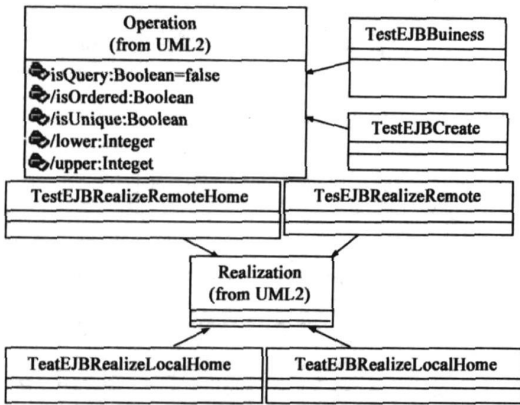 Operation
(from UML2)
isQuery:Boolean=false
/isOrdered:Boolean
/isUnique:Boolean
/lower:Integer
/upper:Integet
TestEJBBuiness
TestEJBCreate
TestEJBRealizeRemoteHome
TesEJBRealizeRemote
Realization
(from UML2)
TeatEJBRealizeLocalHome
TeatEJBRealizeLocalHome